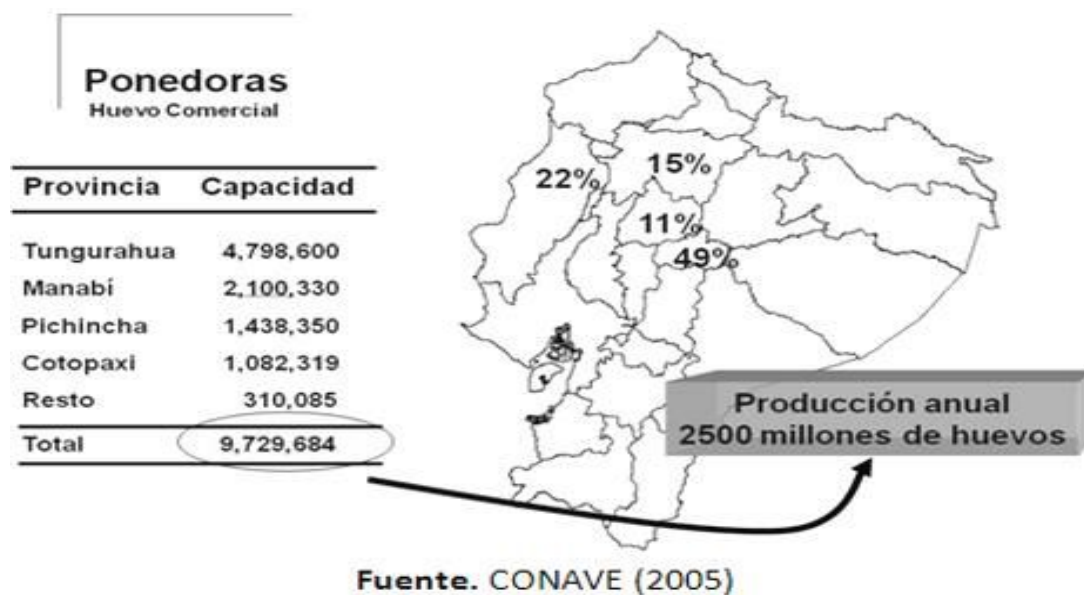 Ponedoras
Huevo Comercial
Provincia Capacidad
Tungurahua 4,798,600
Manabí 2,100,330
Pichincha 1,438,350
Cotopaxi 1,082,319
Resto 310,085
Total 9,729,684
22%
15%
11%
49%
Producción anual
2500 millones de huevos
Fuente. CONAVE (2005)